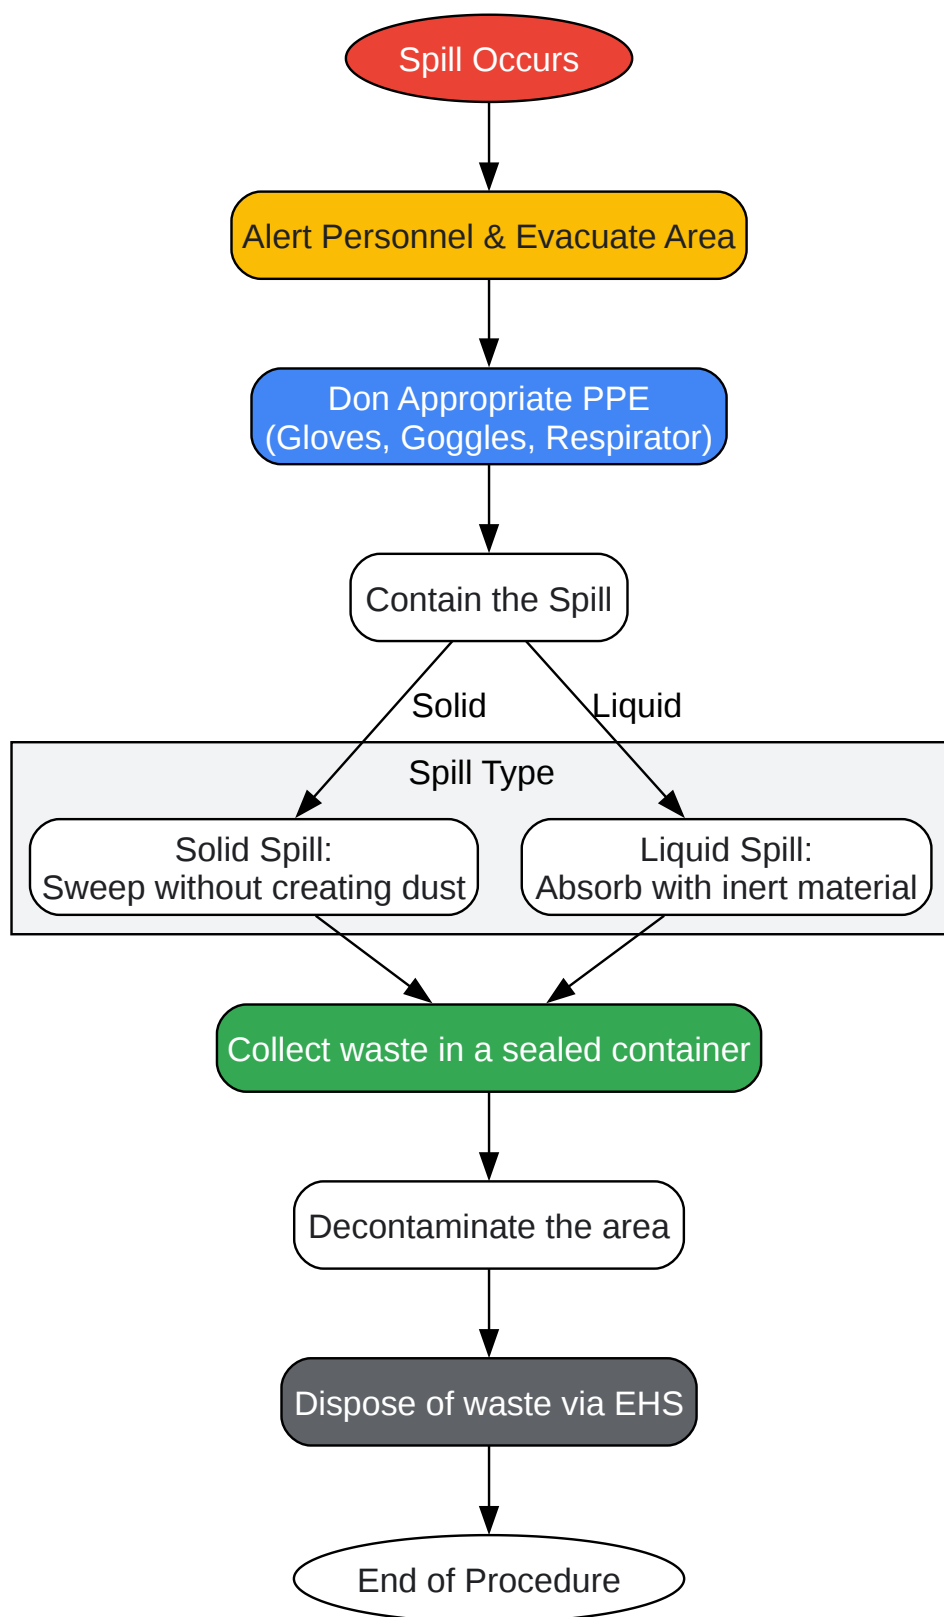 Spill Occurs
Alert Personnel & Evacuate Area
Don Appropriate PPE
(Gloves, Goggles, Respirator)
Contain the Spill
Solid
Liquid
Spill Type
Solid Spill:
Sweep without creating dust
Liquid Spill:
Absorb with inert material
Collect waste in a sealed container
Decontaminate the area
Dispose of waste via EHS
End of Procedure